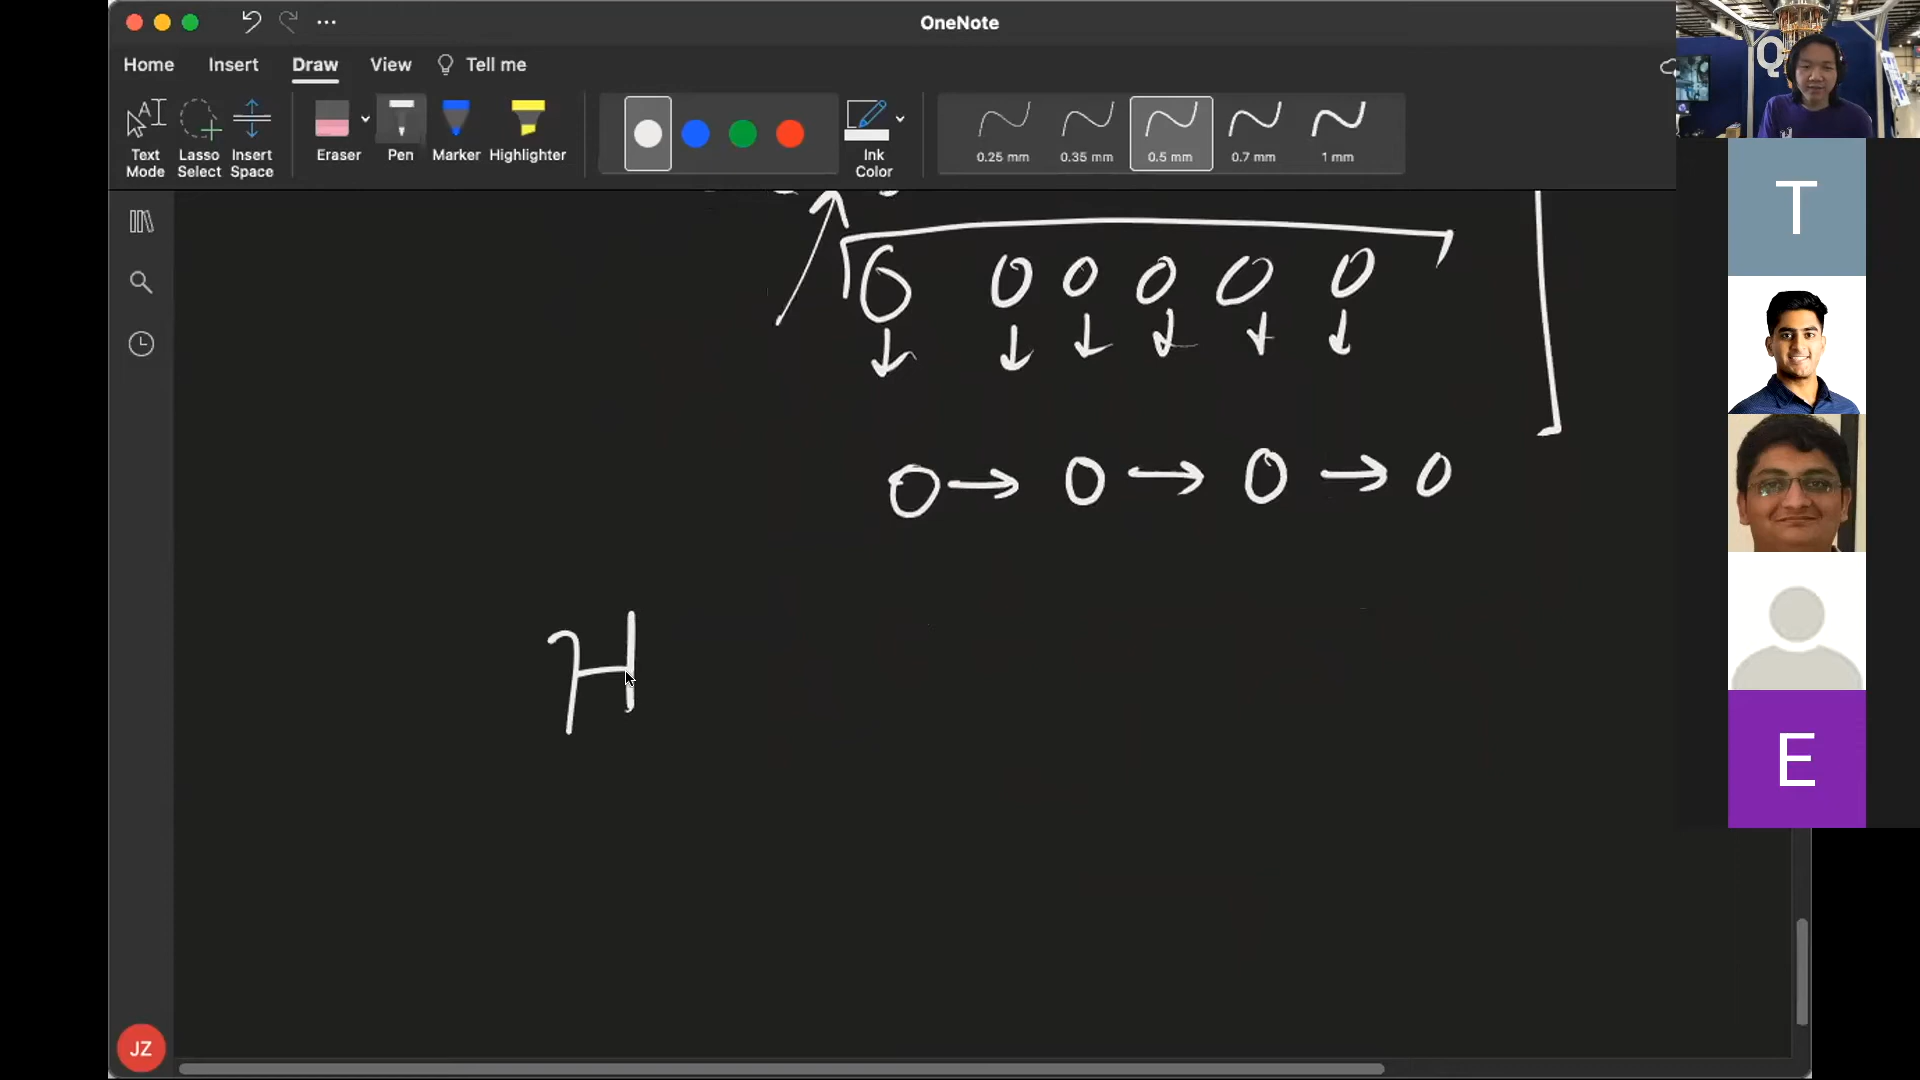 OneNote
Home Insert Draw View Tell me
Text Mode
Lasso Select
Insert Space
Eraser
Pen
Marker
Highlighter
Ink Color
0.25 mm
0.35 mm
0.5 mm
0.7 mm
1 mm
Q
T
0 0 0 0 0 0
↓ ↓ ↓ ↓ ↓ ↓
0 → 0 → 0 → 0
H
E
JZ